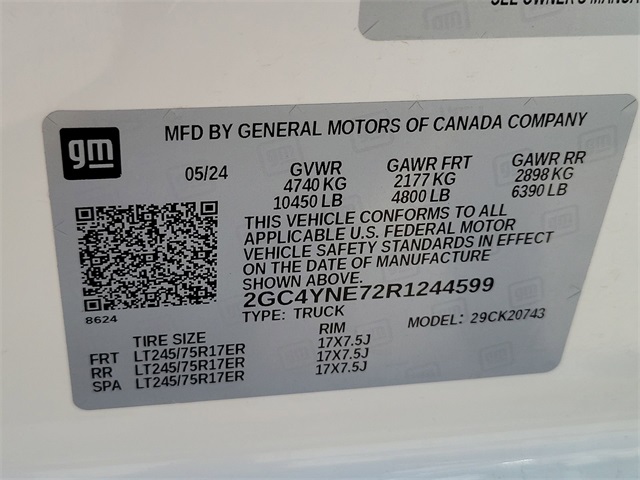 SEE OWNER'S MANUAL
gm
MFD BY GENERAL MOTORS OF CANADA COMPANY
05/24 GVWR GAWR FRT GAWR RR
4740 KG 2177 KG 2898 KG
10450 LB 4800 LB 6390 LB
THIS VEHICLE CONFORMS TO ALL
APPLICABLE U.S. FEDERAL MOTOR
VEHICLE SAFETY STANDARDS IN EFFECT
ON THE DATE OF MANUFACTURE
SHOWN ABOVE.
2GC4YNE72R1244599
8624
TYPE: TRUCK MODEL: 29CK20743
TIRE SIZE RIM
FRT LT245/75R17ER 17X7.5J
RR LT245/75R17ER 17X7.5J
SPA LT245/75R17ER 17X7.5J